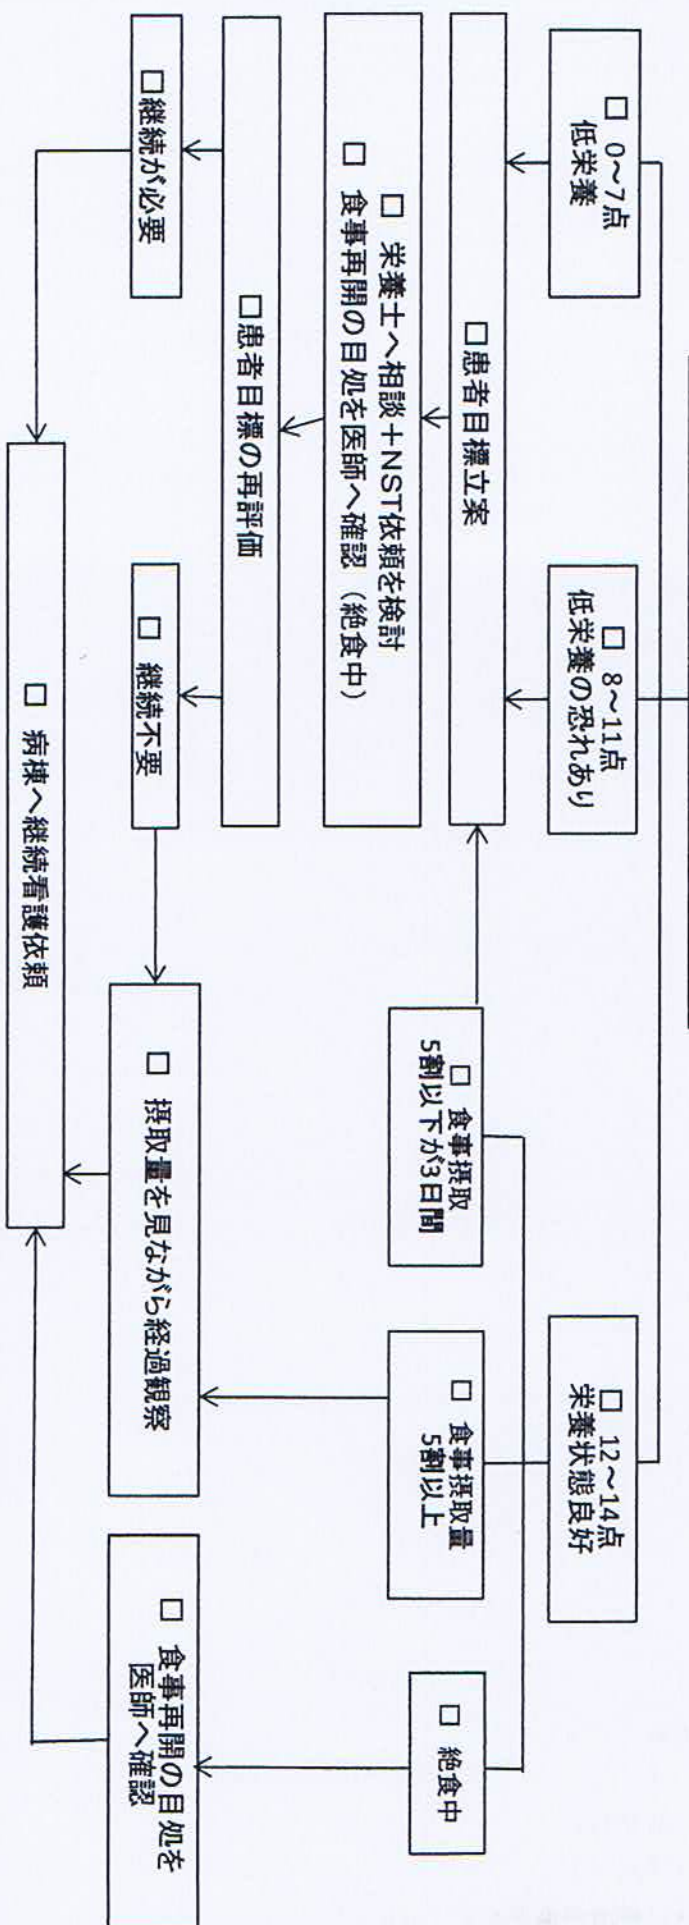 □ 0～7点
低栄養
□ 8～11点
低栄養の恐れあり
□ 12～14点
栄養状態良好
□ 食事摂取
5割以下が3日間
□ 食事摂取量
5割以上
□ 絶食中
□患者目標立案
□ 栄養士へ相談＋NST依頼を検討
□ 食事再開の目処を医師へ確認（絶食中）
□患者目標の再評価
□継続が必要
□ 継続不要
□ 摂取量を見ながら経過観察
□ 食事再開の目処を
医師へ確認
□ 病棟へ継続看護依頼